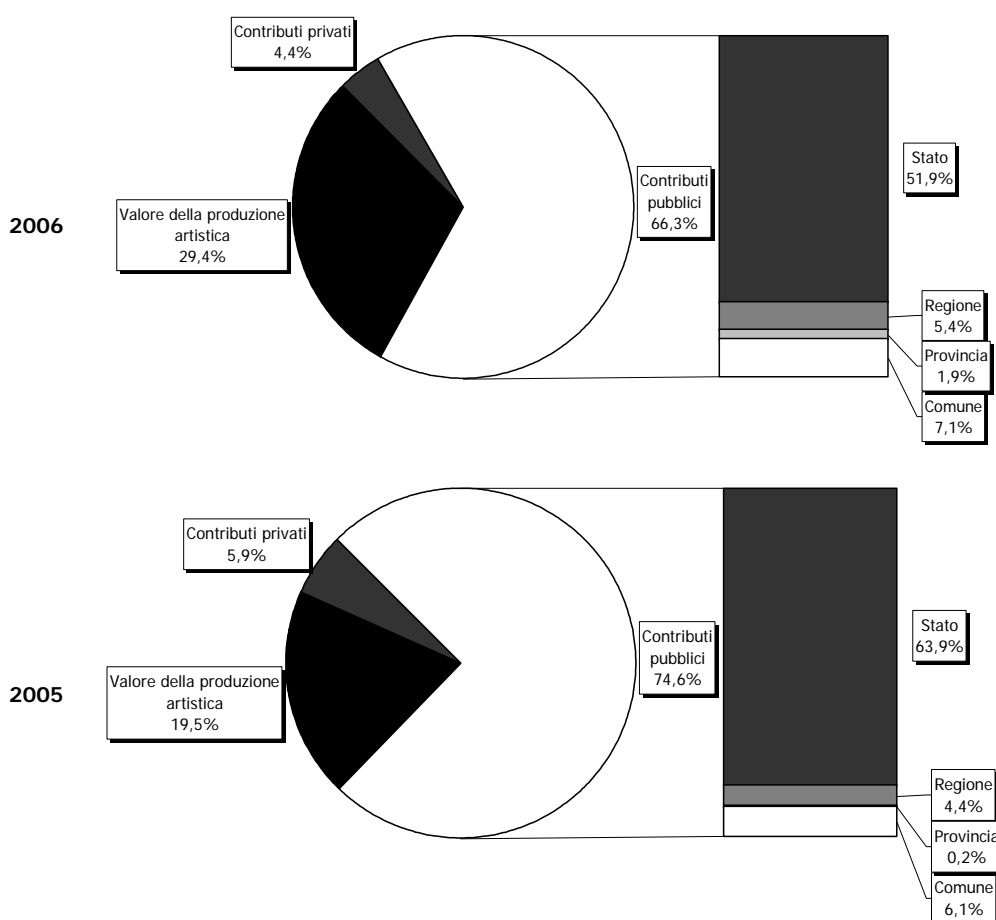 Contributi privati
4,4%
Stato
51,9%
Contributi
pubblici
66,3%
Valore della produzione
artistica
29,4%
2006
Regione
5,4%
Provincia
1,9%
Comune
7,1%
Contributi privati
5,9%
Stato
63,9%
Contributi
pubblici
74,6%
Valore della produzione
artistica
19,5%
2005
Regione
4,4%
Provincia
0,2%
Comune
6,1%